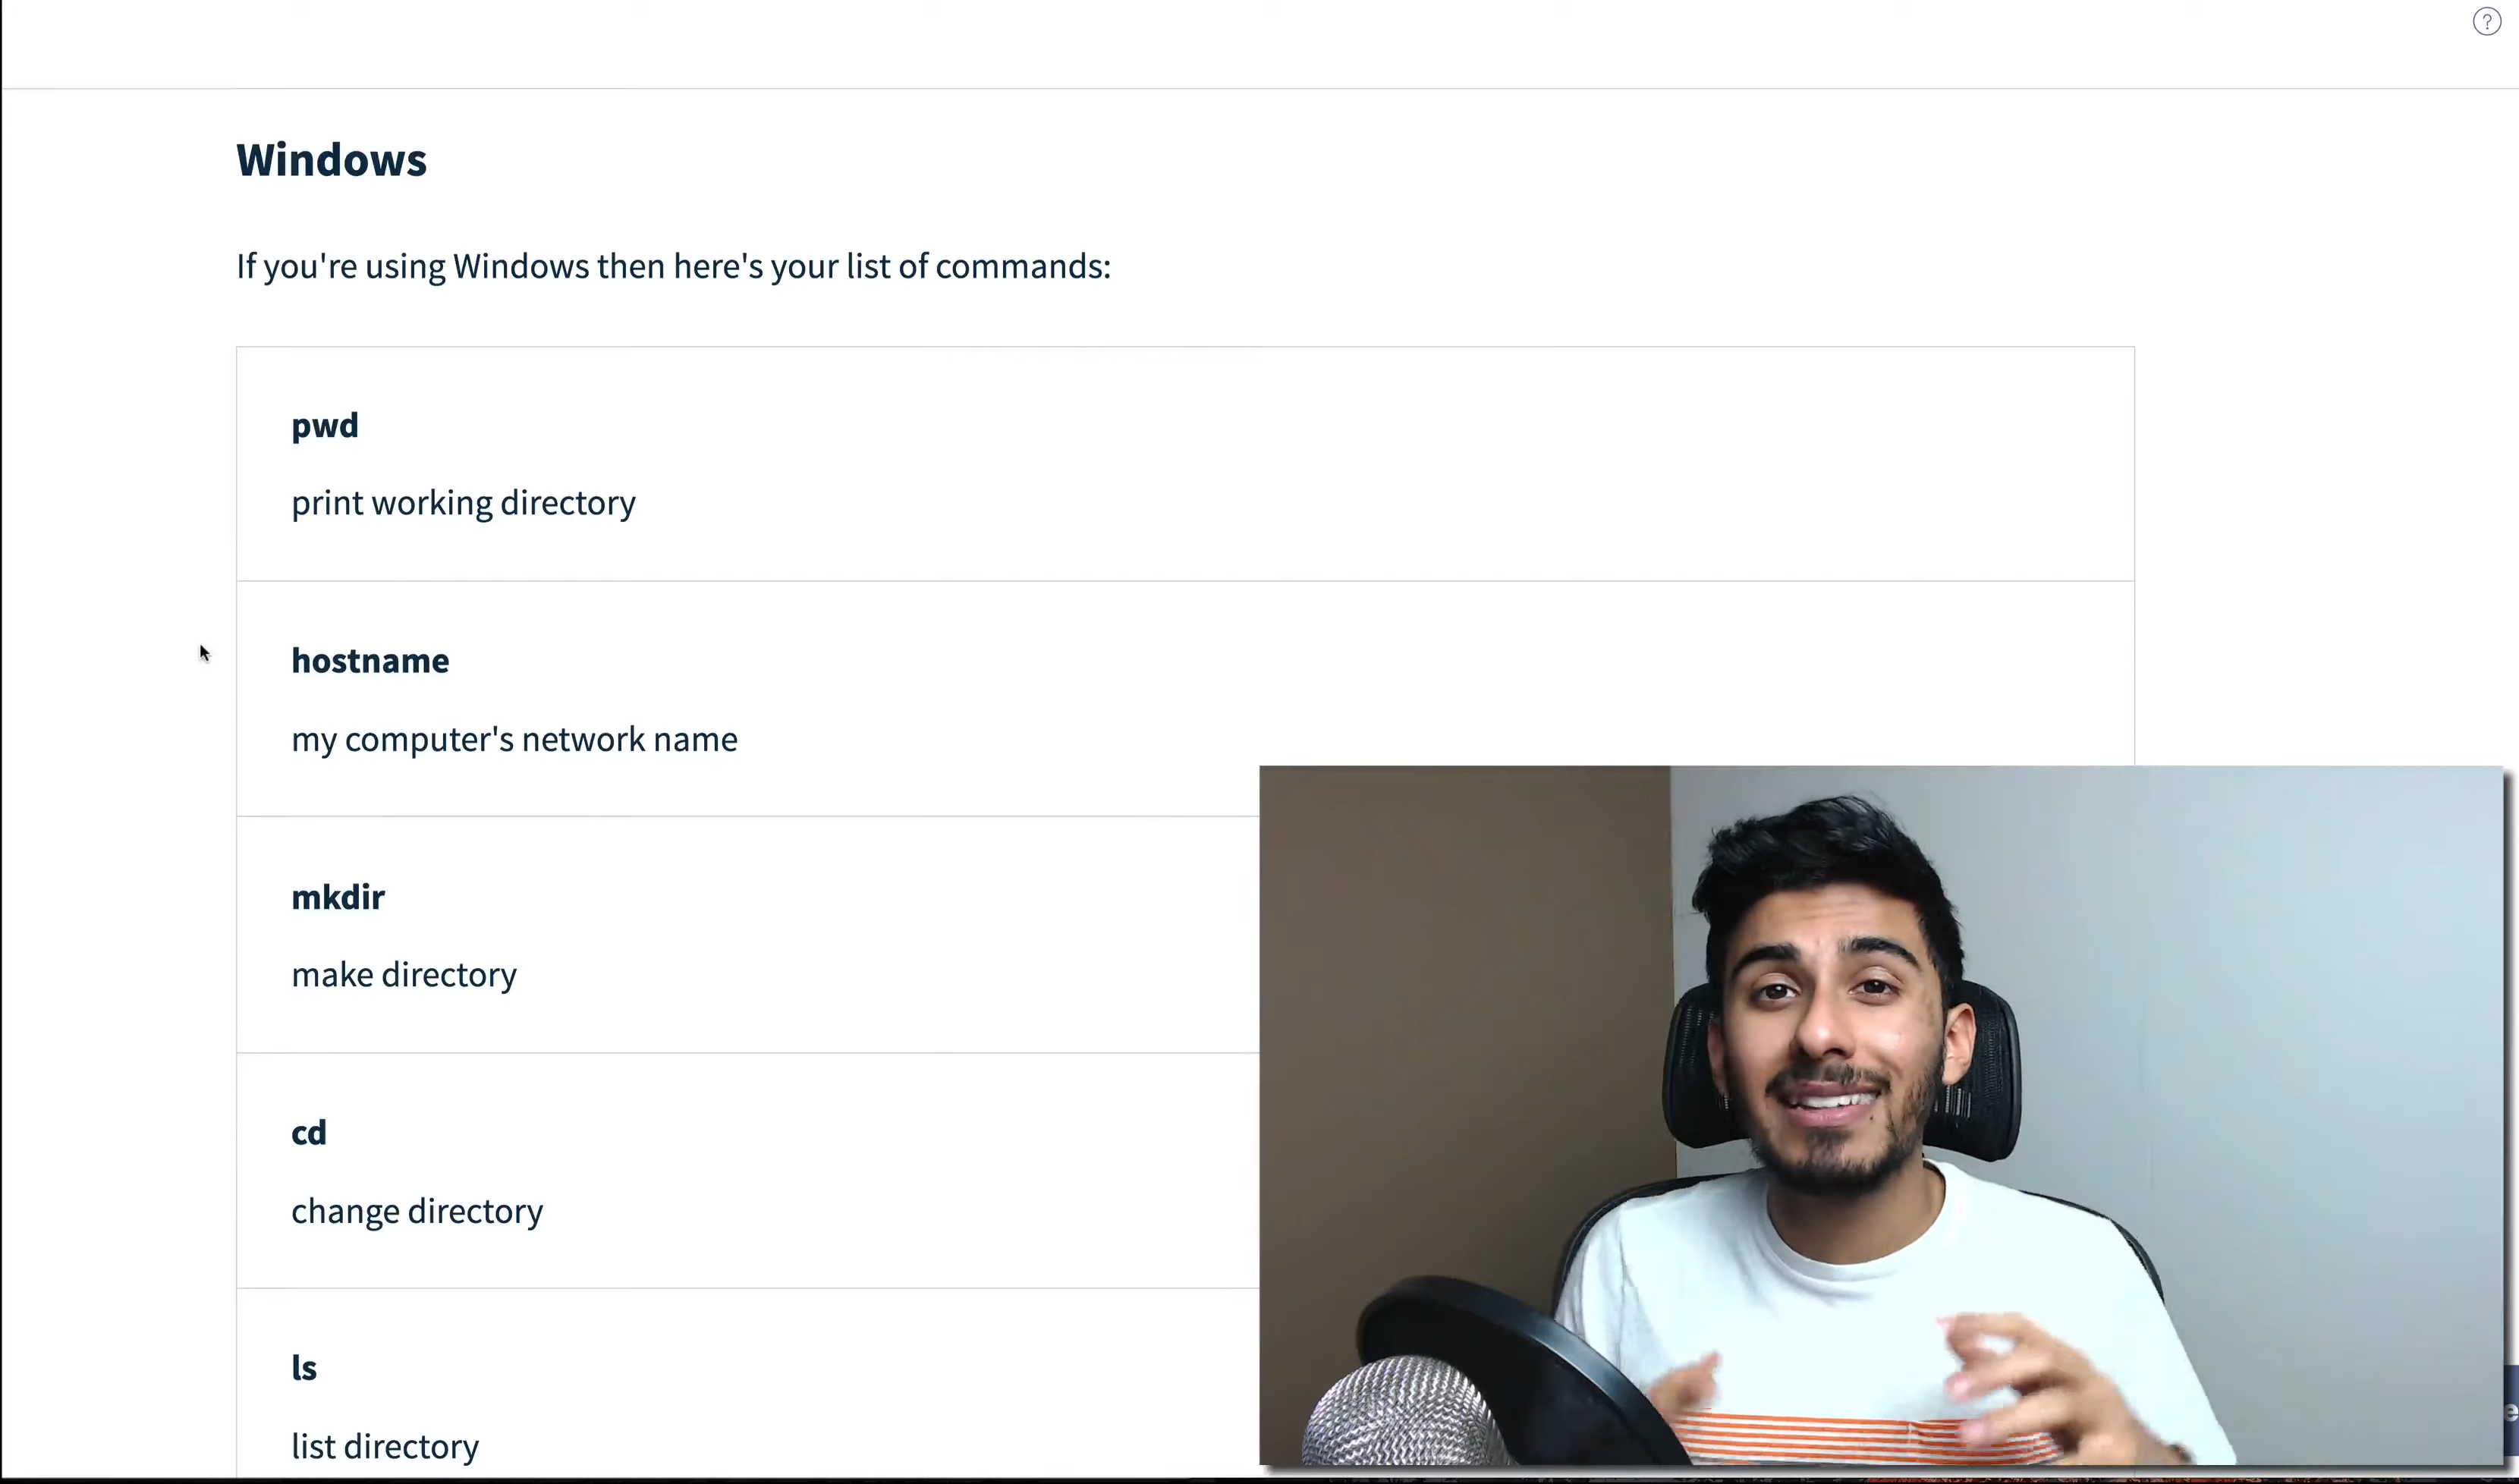 ?
Windows
If you're using Windows then here's your list of commands:
pwd
print working directory
hostname
my computer's network name
mkdir
make directory
cd
change directory
ls
list directory